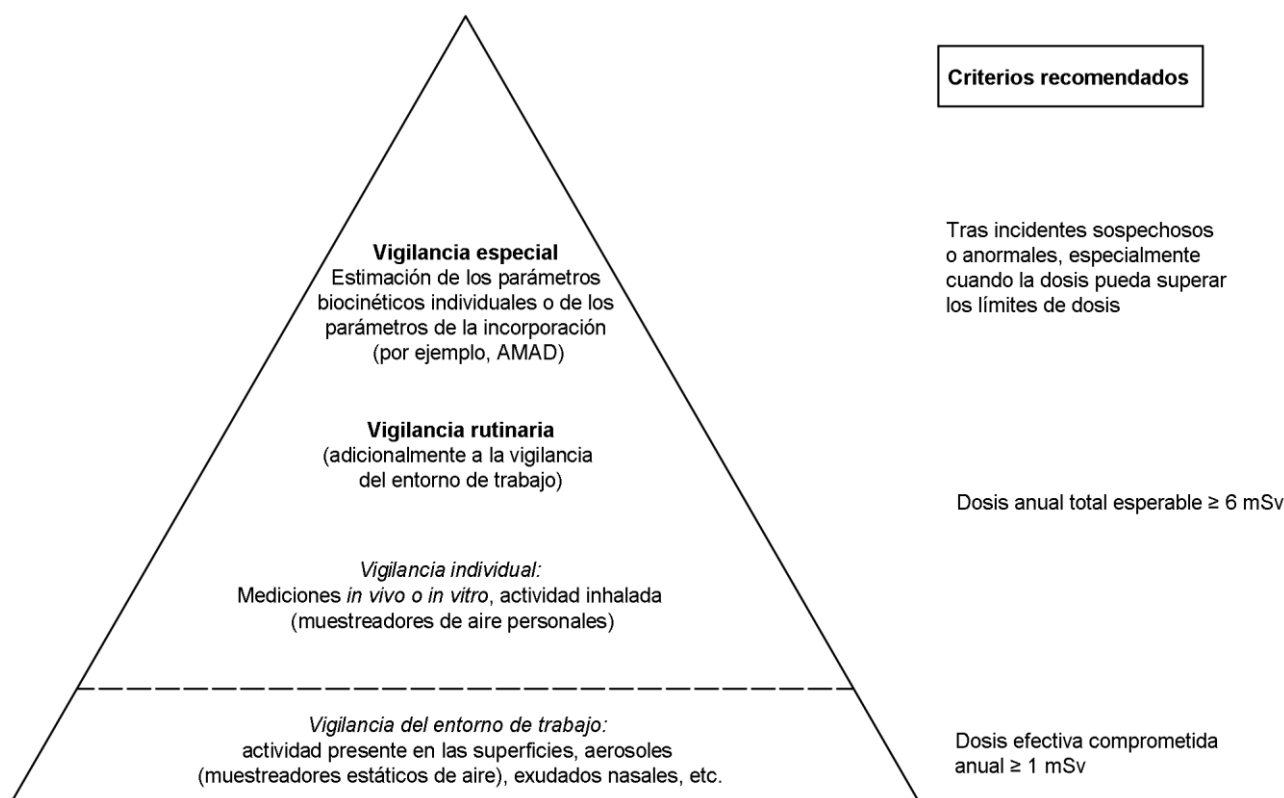 Criterios recomendados
Vigilancia especial
Estimación de los parámetros
biocinéticos individuales o de los
parámetros de la incorporación
(por ejemplo, AMAD)
Tras incidentes sospechosos
o anormales, especialmente
cuando la dosis pueda superar
los límites de dosis
Vigilancia rutinaria
(adicionalmente a la vigilancia
del entorno de trabajo)
Dosis anual total esperable ≥ 6 mSv
Vigilancia individual:
Mediciones in vivo o in vitro, actividad inhalada
(muestreadores de aire personales)
Vigilancia del entorno de trabajo:
actividad presente en las superficies, aerosoles
(muestreadores estáticos de aire), exudados nasales, etc.
Dosis efectiva comprometida
anual ≥ 1 mSv